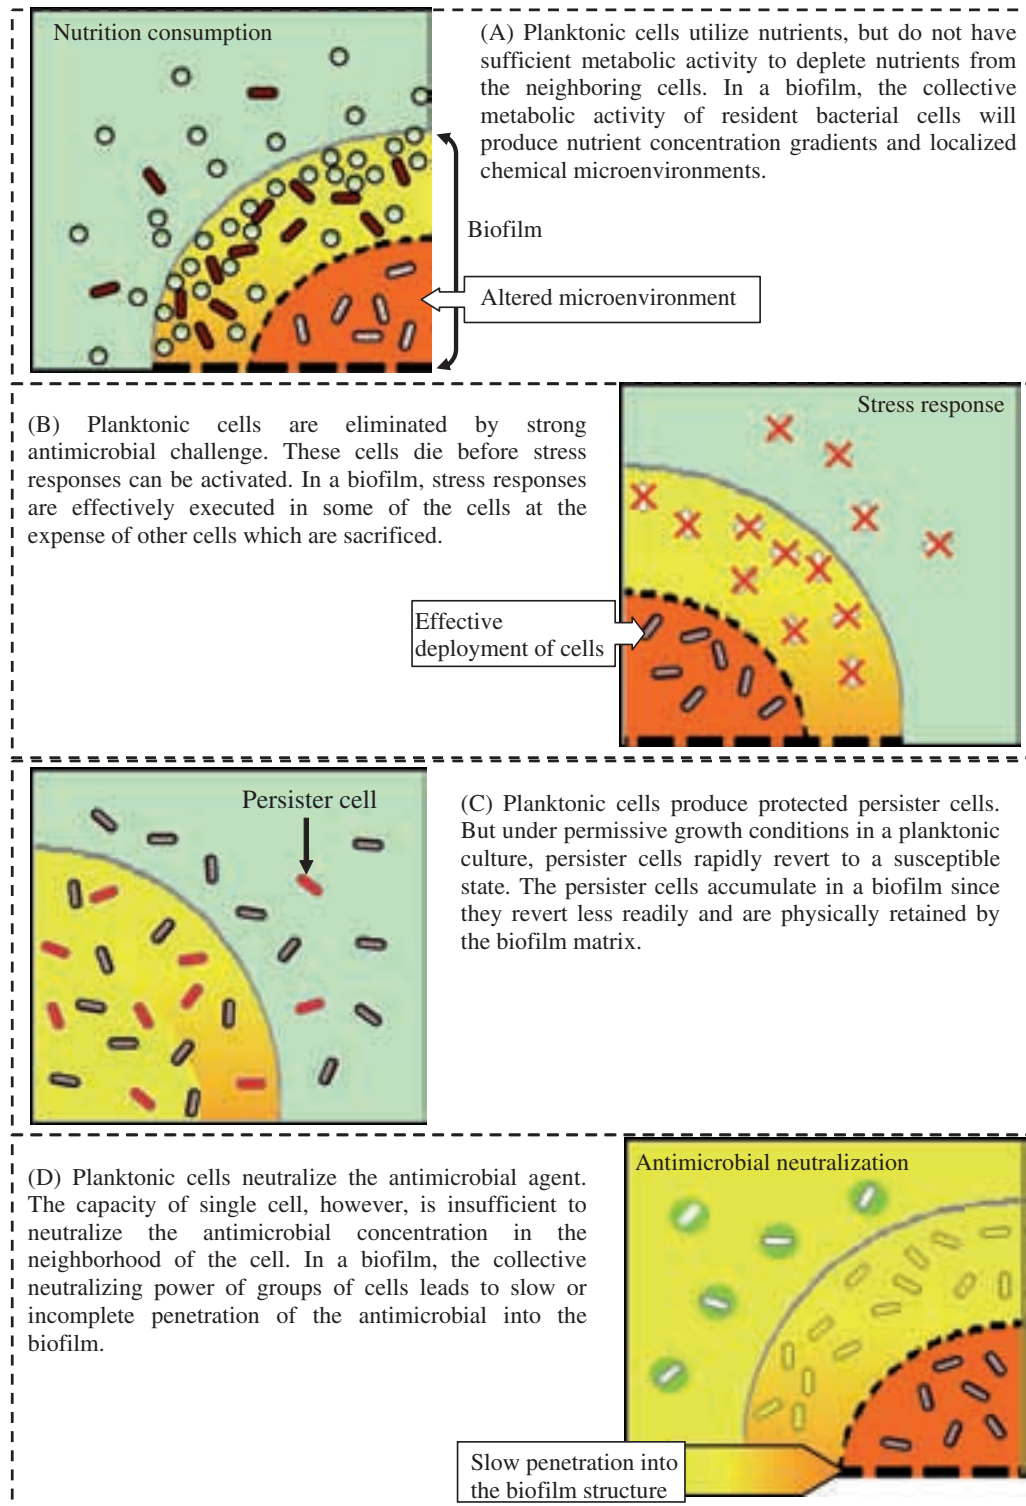 Nutrition consumption
(A) Planktonic cells utilize nutrients, but do not have
sufficient metabolic activity to deplete nutrients from
the neighboring cells. In a biofilm, the collective
metabolic activity of resident bacterial cells will
produce nutrient concentration gradients and localized
chemical microenvironments.
Biofilm
Altered microenvironment
(B) Planktonic cells are eliminated by strong
antimicrobial challenge. These cells die before stress
responses can be activated. In a biofilm, stress responses
are effectively executed in some of the cells at the
expense of other cells which are sacrificed.
Stress response
Effective
deployment of cells
Persister cell
(C) Planktonic cells produce protected persister cells.
But under permissive growth conditions in a planktonic
culture, persister cells rapidly revert to a susceptible
state. The persister cells accumulate in a biofilm since
they revert less readily and are physically retained by
the biofilm matrix.
(D) Planktonic cells neutralize the antimicrobial agent.
The capacity of single cell, however, is insufficient to
neutralize the antimicrobial concentration in the
neighborhood of the cell. In a biofilm, the collective
neutralizing power of groups of cells leads to slow or
incomplete penetration of the antimicrobial into the
biofilm.
Antimicrobial neutralization
Slow penetration into
the biofilm structure